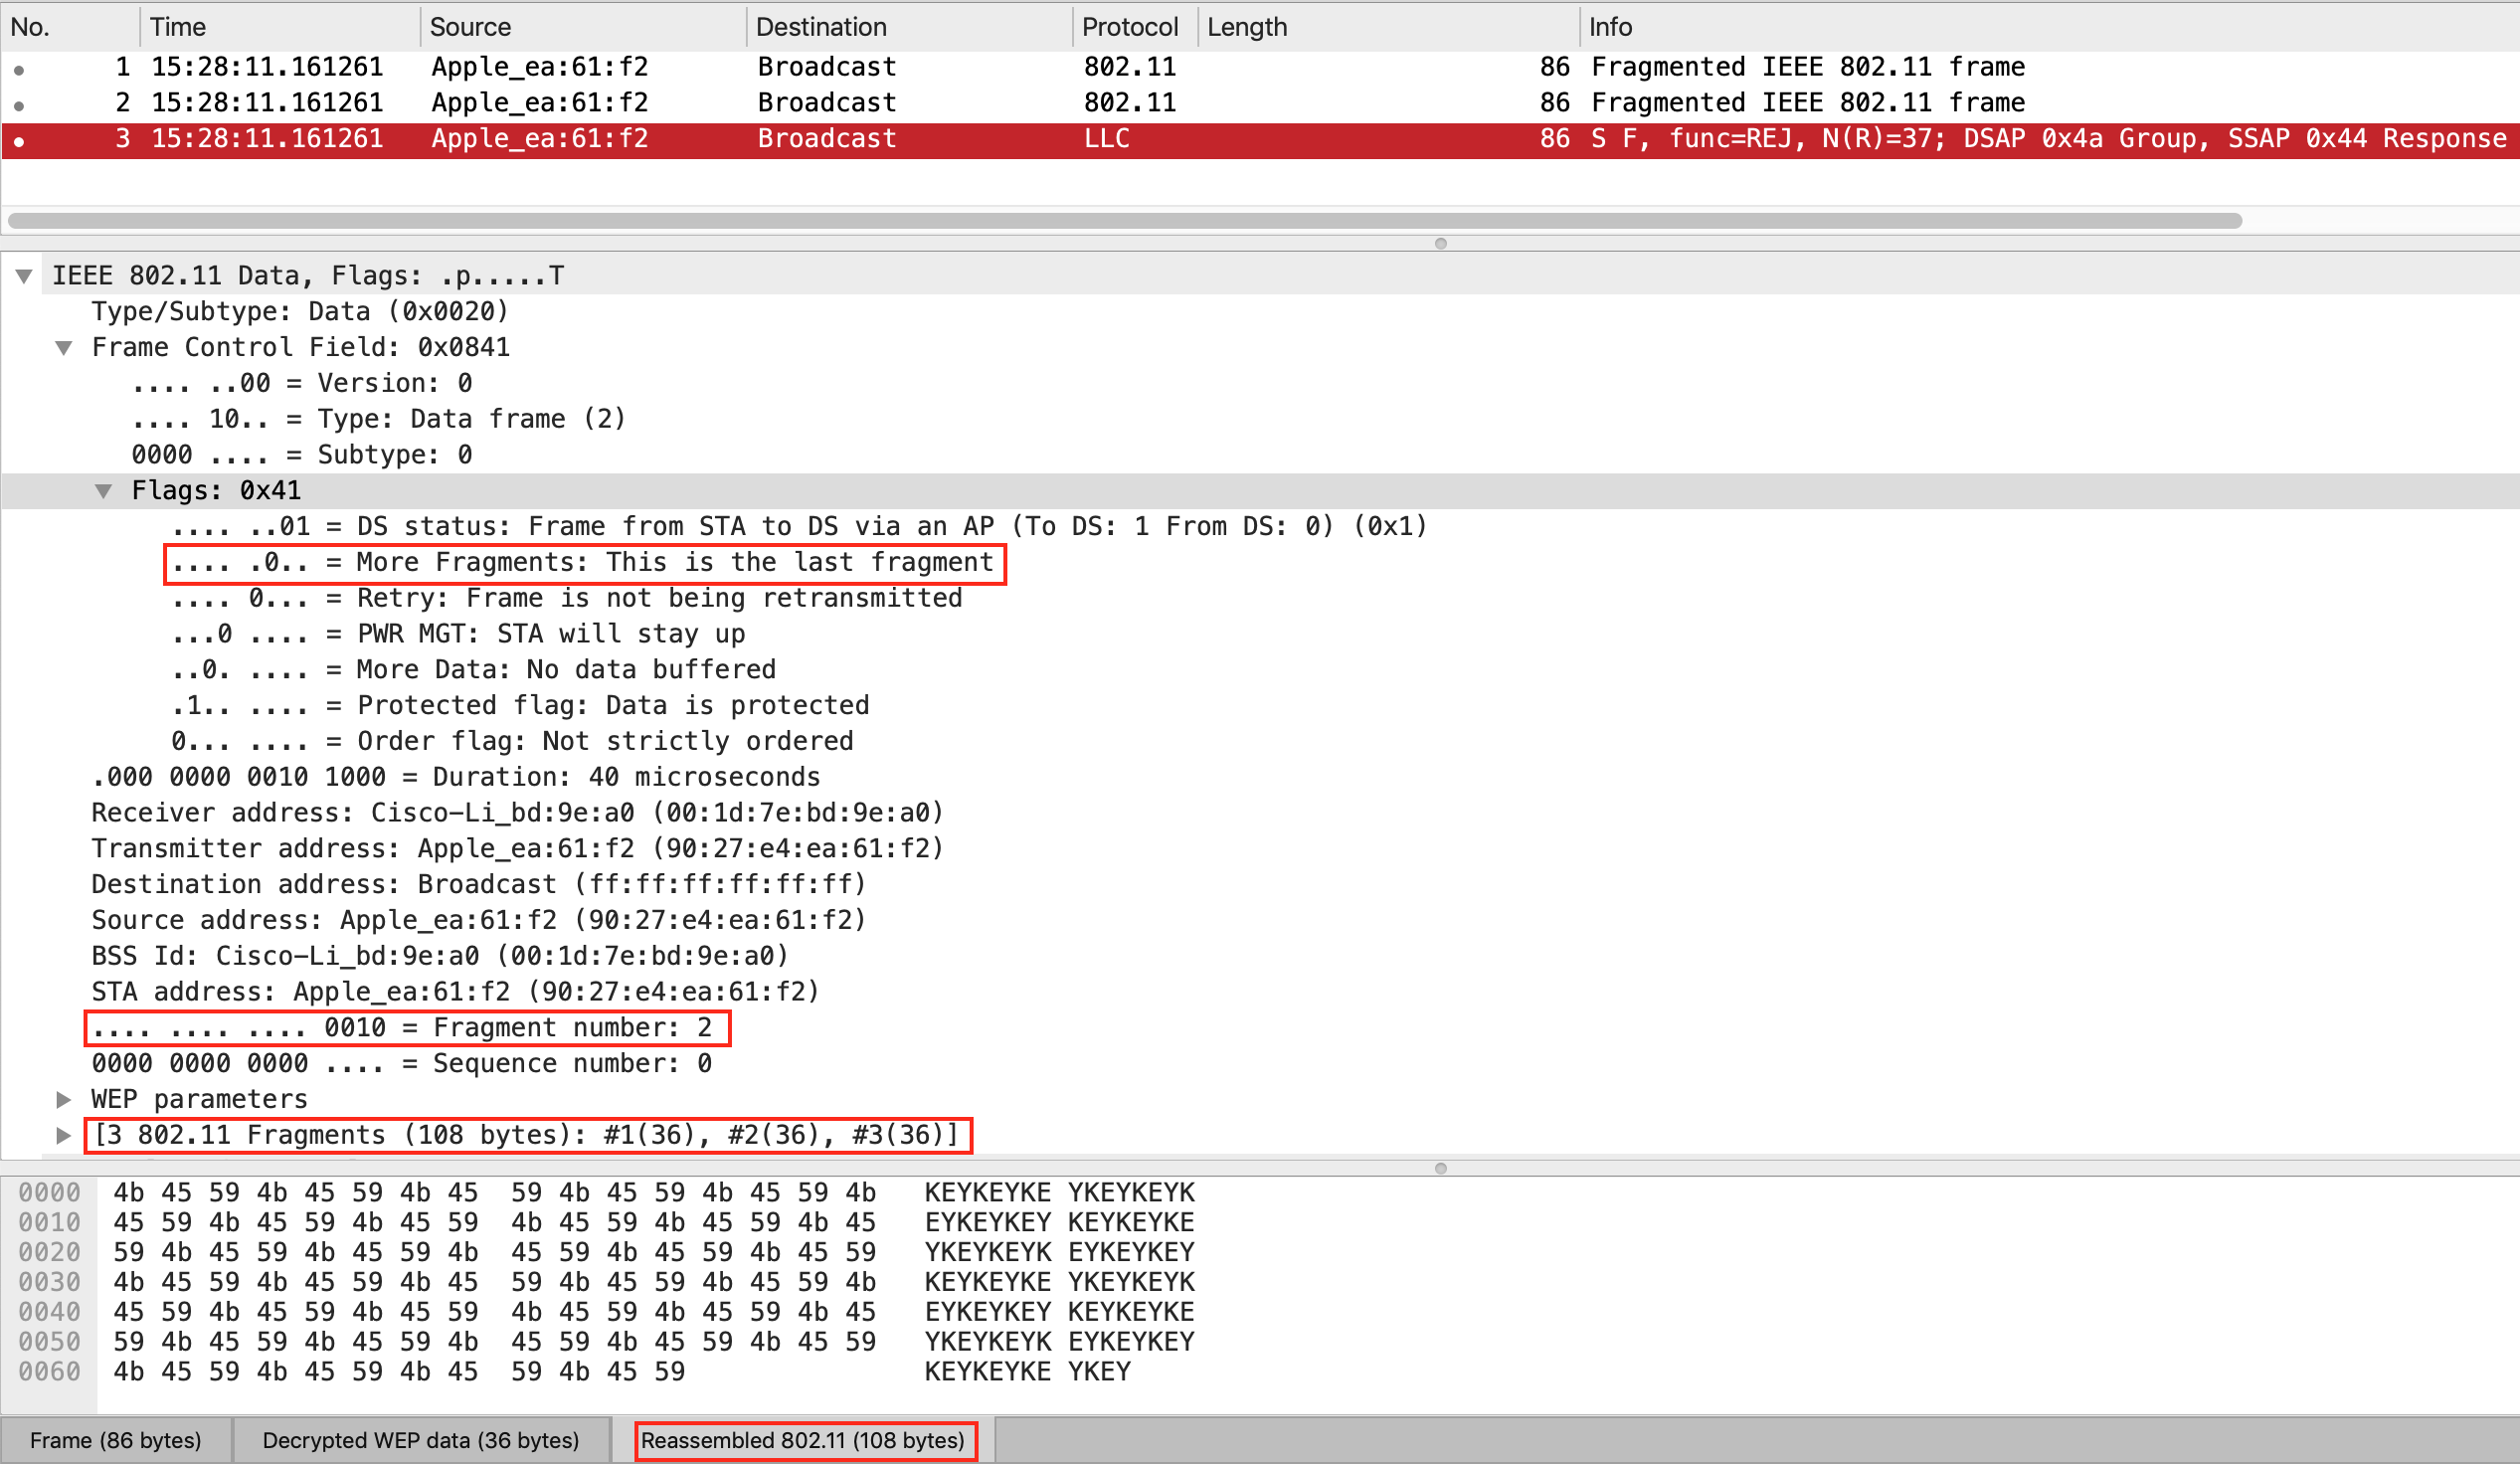 No. Time Source Destination Protocol Length Info
1 15:28:11.161261 Apple_ea:61:f2 Broadcast 802.11 86 Fragmented IEEE 802.11 frame
2 15:28:11.161261 Apple_ea:61:f2 Broadcast 802.11 86 Fragmented IEEE 802.11 frame
3 15:28:11.161261 Apple_ea:61:f2 Broadcast LLC 86 S F, func=REJ, N(R)=37; DSAP 0x4a Group, SSAP 0x44 Response
IEEE 802.11 Data, Flags: .p.....T
Type/Subtype: Data (0x0020)
Frame Control Field: 0x0841
.... ..00 = Version: 0
.... 10.. = Type: Data frame (2)
0000 .... = Subtype: 0
Flags: 0x41
.... ..01 = DS status: Frame from STA to DS via an AP (To DS: 1 From DS: 0) (0x1)
.... .0.. = More Fragments: This is the last fragment
.... 0... = Retry: Frame is not being retransmitted
...0 .... = PWR MGT: STA will stay up
..0. .... = More Data: No data buffered
.1.. .... = Protected flag: Data is protected
0... .... = Order flag: Not strictly ordered
.000 0000 0010 1000 = Duration: 40 microseconds
Receiver address: Cisco-Li_bd:9e:a0 (00:1d:7e:bd:9e:a0)
Transmitter address: Apple_ea:61:f2 (90:27:e4:ea:61:f2)
Destination address: Broadcast (ff:ff:ff:ff:ff:ff)
Source address: Apple_ea:61:f2 (90:27:e4:ea:61:f2)
BSS Id: Cisco-Li_bd:9e:a0 (00:1d:7e:bd:9e:a0)
STA address: Apple_ea:61:f2 (90:27:e4:ea:61:f2)
.... .... .... 0010 = Fragment number: 2
0000 0000 0000 .... = Sequence number: 0
WEP parameters
[3 802.11 Fragments (108 bytes): #1(36), #2(36), #3(36)]
0000 4b 45 59 4b 45 59 4b 45 59 4b 45 59 4b 45 59 4b KEYKEYKE YKEYKEYK
0010 45 59 4b 45 59 4b 45 59 4b 45 59 4b 45 59 4b 45 EYKEYKEY KEYKEYKE
0020 59 4b 45 59 4b 45 59 4b 45 59 4b 45 59 4b 45 59 YKEYKEYK EYKEYKEY
0030 4b 45 59 4b 45 59 4b 45 59 4b 45 59 4b 45 59 4b KEYKEYKE YKEYKEYK
0040 45 59 4b 45 59 4b 45 59 4b 45 59 4b 45 59 4b 45 EYKEYKEY KEYKEYKE
0050 59 4b 45 59 4b 45 59 4b 45 59 4b 45 59 4b 45 59 YKEYKEYK EYKEYKEY
0060 4b 45 59 4b 45 59 4b 45 59 4b 45 59 KEYKEYKE YKEY
Frame (86 bytes) Decrypted WEP data (36 bytes) Reassembled 802.11 (108 bytes)